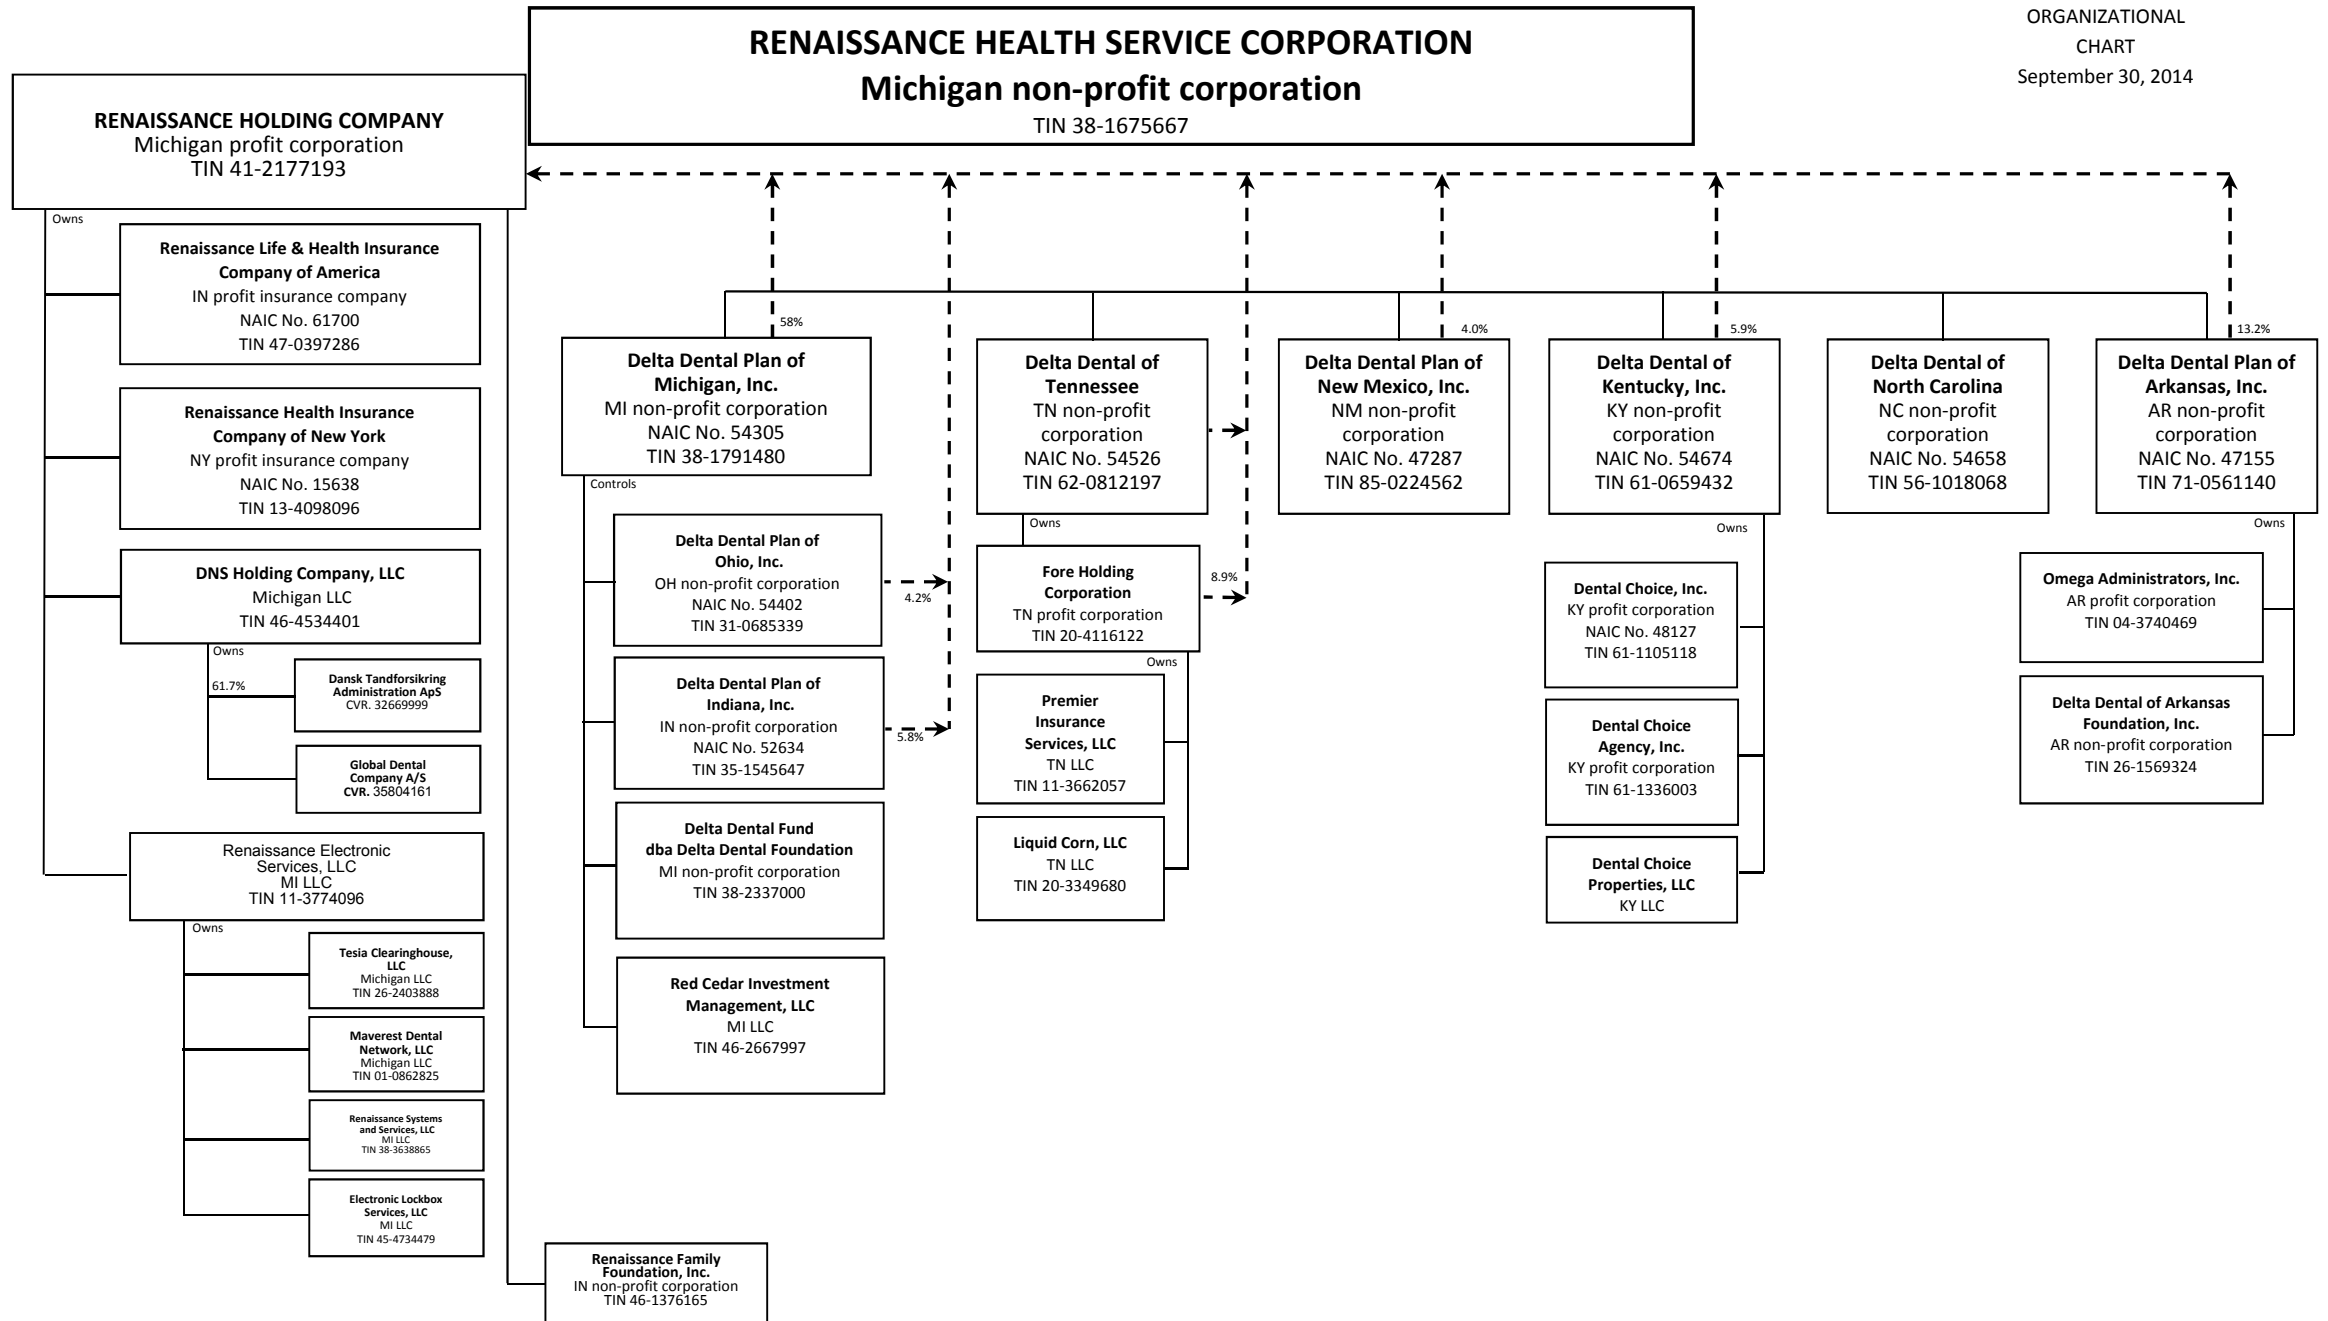 ORGANIZATIONAL
CHART
September 30, 2014
RENAISSANCE HEALTH SERVICE CORPORATION
Michigan non-profit corporation
TIN 38-1675667
RENAISSANCE HOLDING COMPANY
Michigan profit corporation
TIN 41-2177193
Owns
Renaissance Life & Health Insurance
Company of America
IN profit insurance company
NAIC No. 61700
TIN 47-0397286
Renaissance Health Insurance
Company of New York
NY profit insurance company
NAIC No. 15638
TIN 13-4098096
DNS Holding Company, LLC
Michigan LLC
TIN 46-4534401
Owns
61.7%
Dansk Tandforsikring
Administration ApS
CVR. 32669999
Global Dental
Company A/S
CVR. 35804161
Renaissance Electronic
Services, LLC
MI LLC
TIN 11-3774096
Owns
Tesia Clearinghouse,
LLC
Michigan LLC
TIN 26-2403888
Maverest Dental
Network, LLC
Michigan LLC
TIN 01-0862825
Renaissance Systems
and Services, LLC
MI LLC
TIN 38-3638865
Electronic Lockbox
Services, LLC
MI LLC
TIN 45-4734479
Renaissance Family
Foundation, Inc.
IN non-profit corporation
TIN 46-1376165
58%
Delta Dental Plan of
Michigan, Inc.
MI non-profit corporation
NAIC No. 54305
TIN 38-1791480
Controls
Delta Dental Plan of
Ohio, Inc.
OH non-profit corporation
NAIC No. 54402
TIN 31-0685339
4.2%
Delta Dental Plan of
Indiana, Inc.
IN non-profit corporation
NAIC No. 52634
TIN 35-1545647
5.8%
Delta Dental Fund
dba Delta Dental Foundation
MI non-profit corporation
TIN 38-2337000
Red Cedar Investment
Management, LLC
MI LLC
TIN 46-2667997
Delta Dental of
Tennessee
TN non-profit
corporation
NAIC No. 54526
TIN 62-0812197
Owns
Fore Holding
Corporation
TN profit corporation
TIN 20-4116122
8.9%
Owns
Premier
Insurance
Services, LLC
TN LLC
TIN 11-3662057
Liquid Corn, LLC
TN LLC
TIN 20-3349680
4.0%
Delta Dental Plan of
New Mexico, Inc.
NM non-profit
corporation
NAIC No. 47287
TIN 85-0224562
5.9%
Delta Dental of
Kentucky, Inc.
KY non-profit
corporation
NAIC No. 54674
TIN 61-0659432
Owns
Dental Choice, Inc.
KY profit corporation
NAIC No. 48127
TIN 61-1105118
Dental Choice
Agency, Inc.
KY profit corporation
TIN 61-1336003
Dental Choice
Properties, LLC
KY LLC
Delta Dental of
North Carolina
NC non-profit
corporation
NAIC No. 54658
TIN 56-1018068
13.2%
Delta Dental Plan of
Arkansas, Inc.
AR non-profit
corporation
NAIC No. 47155
TIN 71-0561140
Owns
Omega Administrators, Inc.
AR profit corporation
TIN 04-3740469
Delta Dental of Arkansas
Foundation, Inc.
AR non-profit corporation
TIN 26-1569324